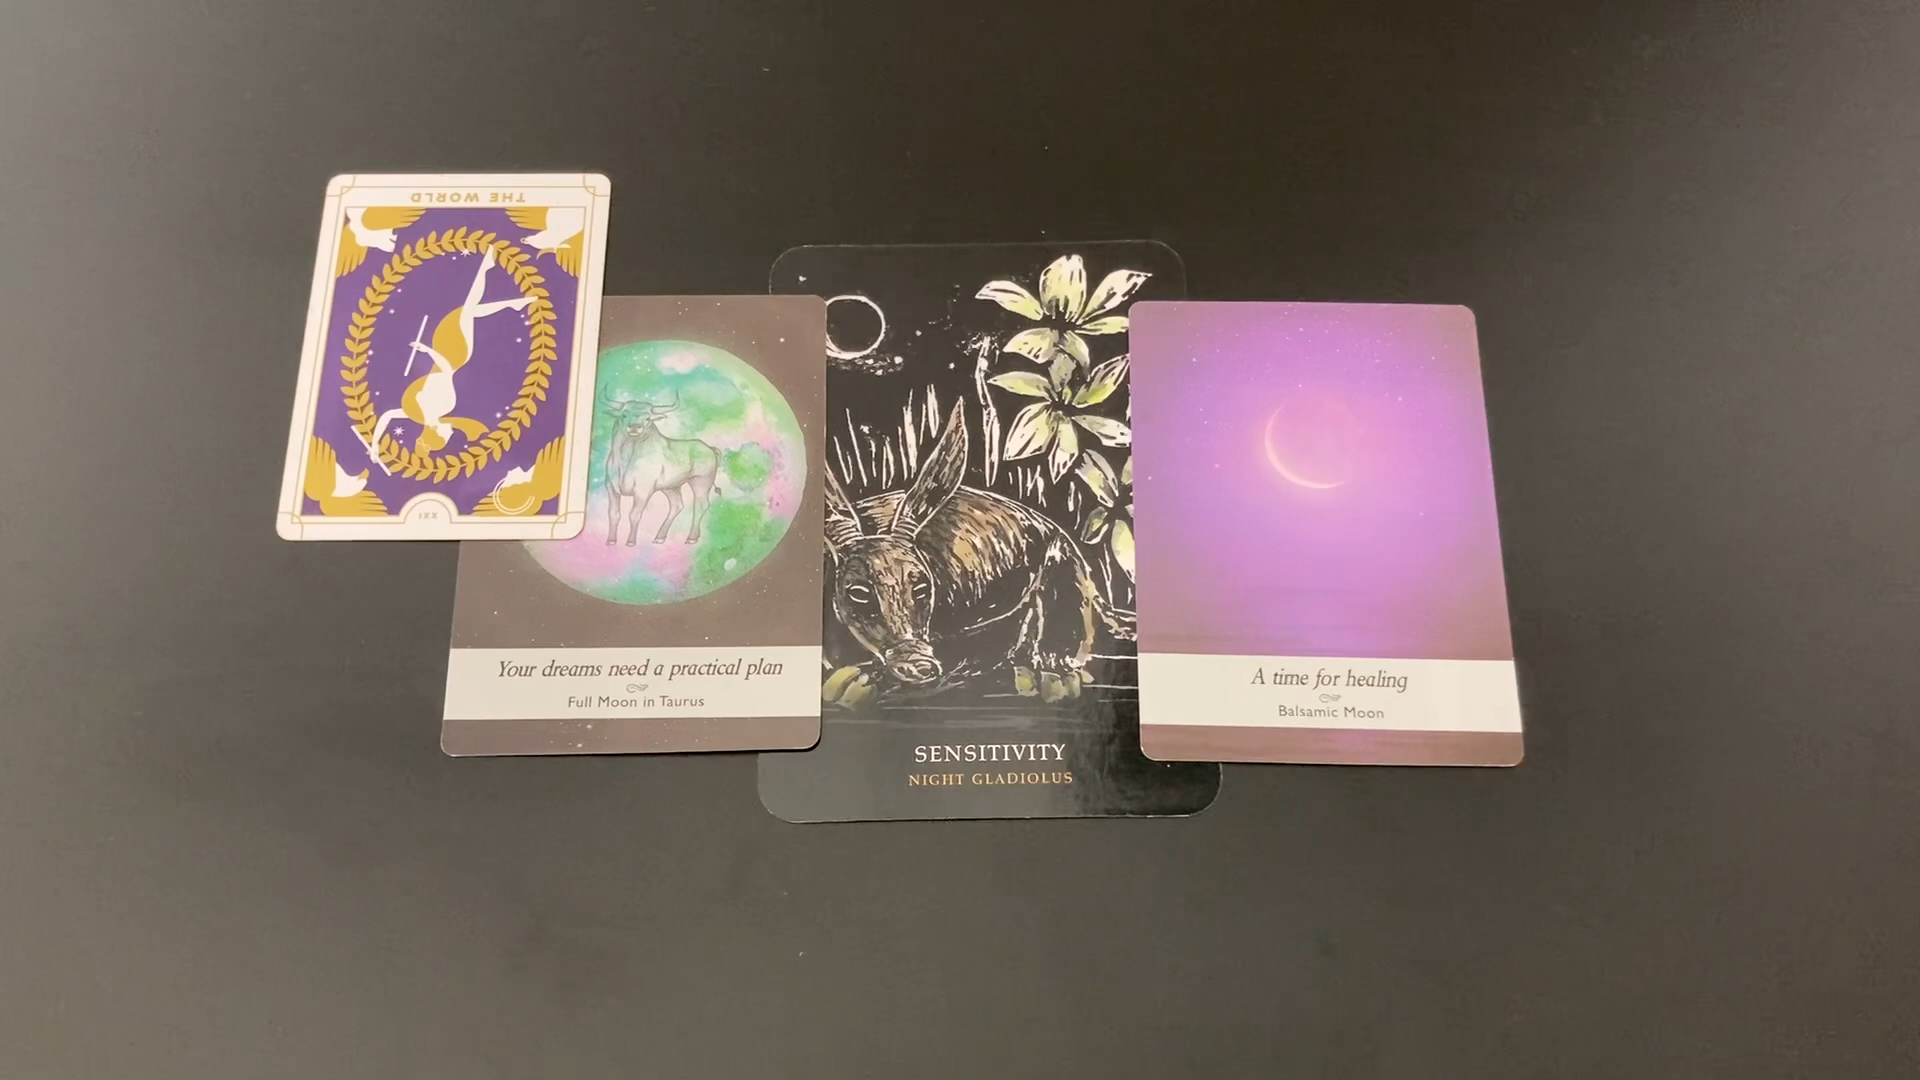 THE WORLD
XXI
Your dreams need a practical plan
Full Moon in Taurus
SENSITIVITY
NIGHT GLADIOLUS
A time for healing
Balsamic Moon